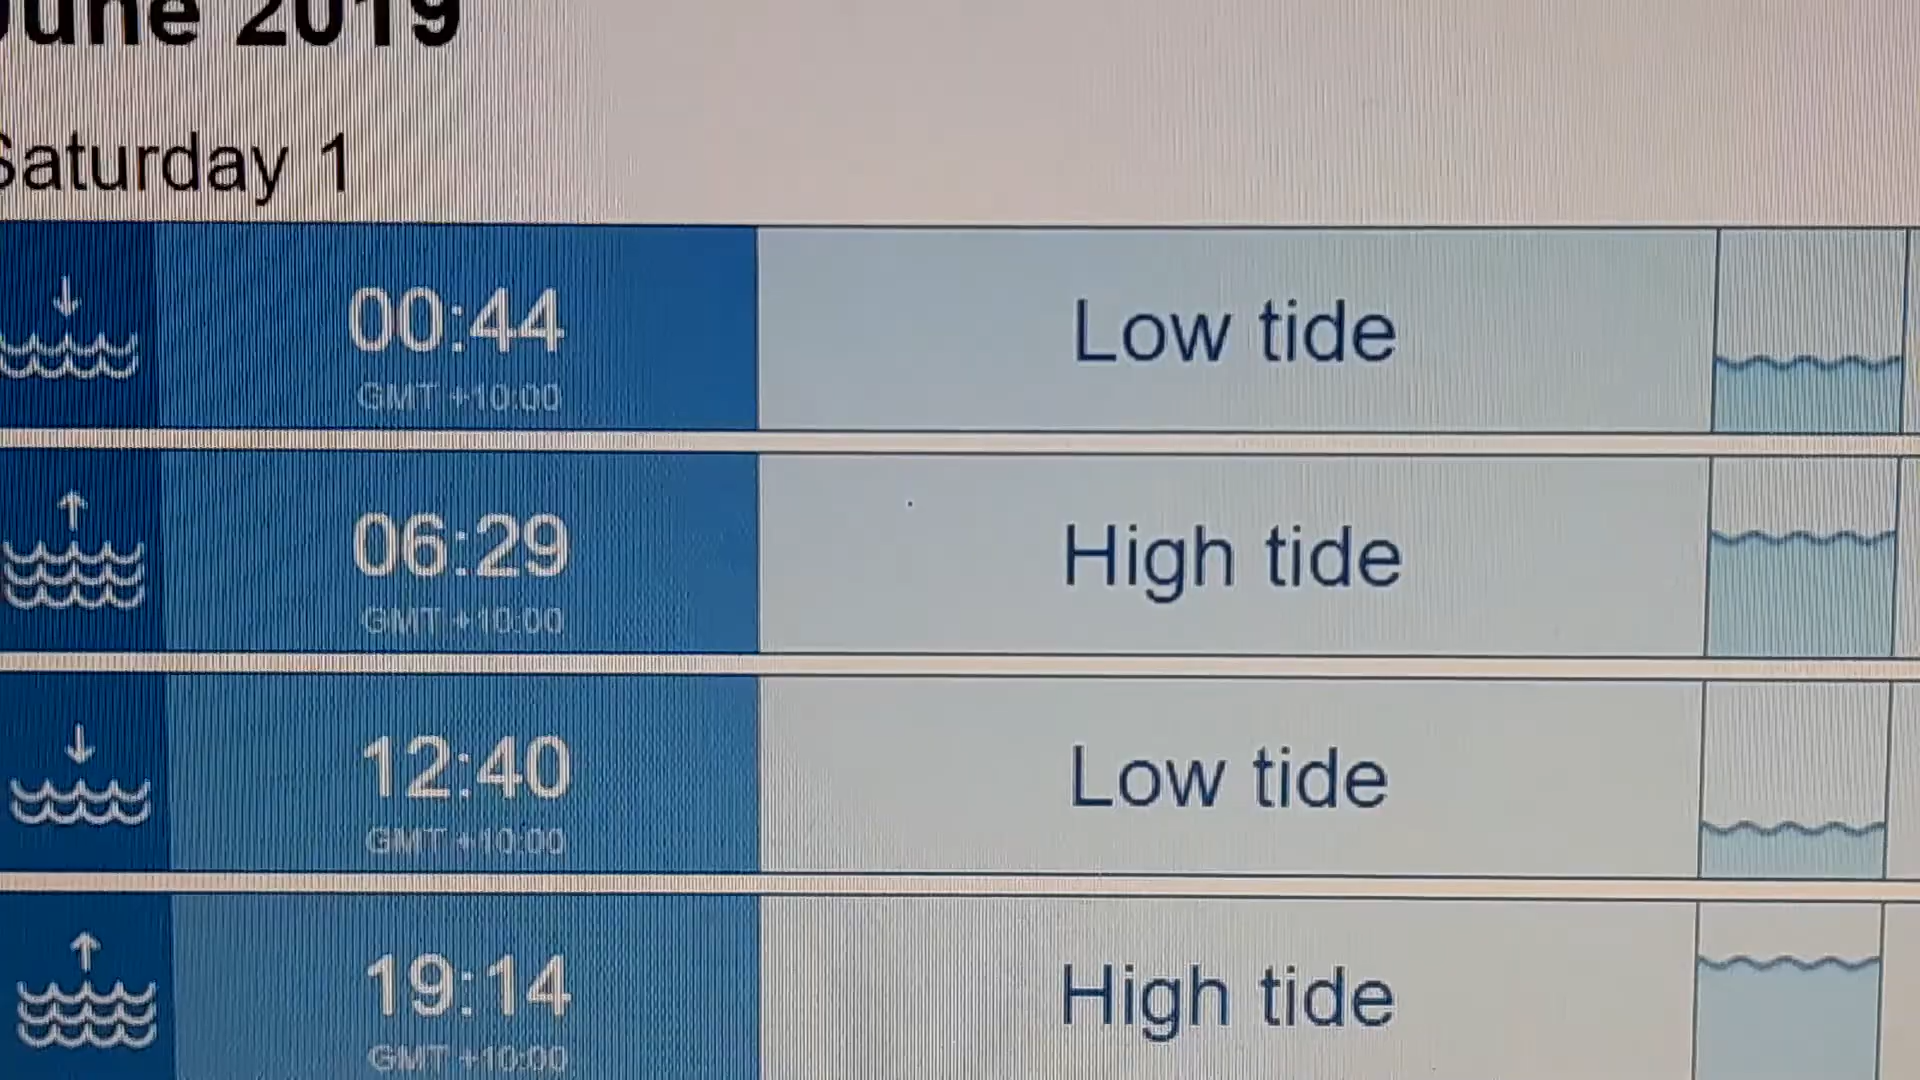 June 2019
Saturday 1
00:44
GMT +10:00
Low tide
06:29
GMT +10:00
High tide
12:40
GMT +10:00
Low tide
19:14
GMT +10:00
High tide